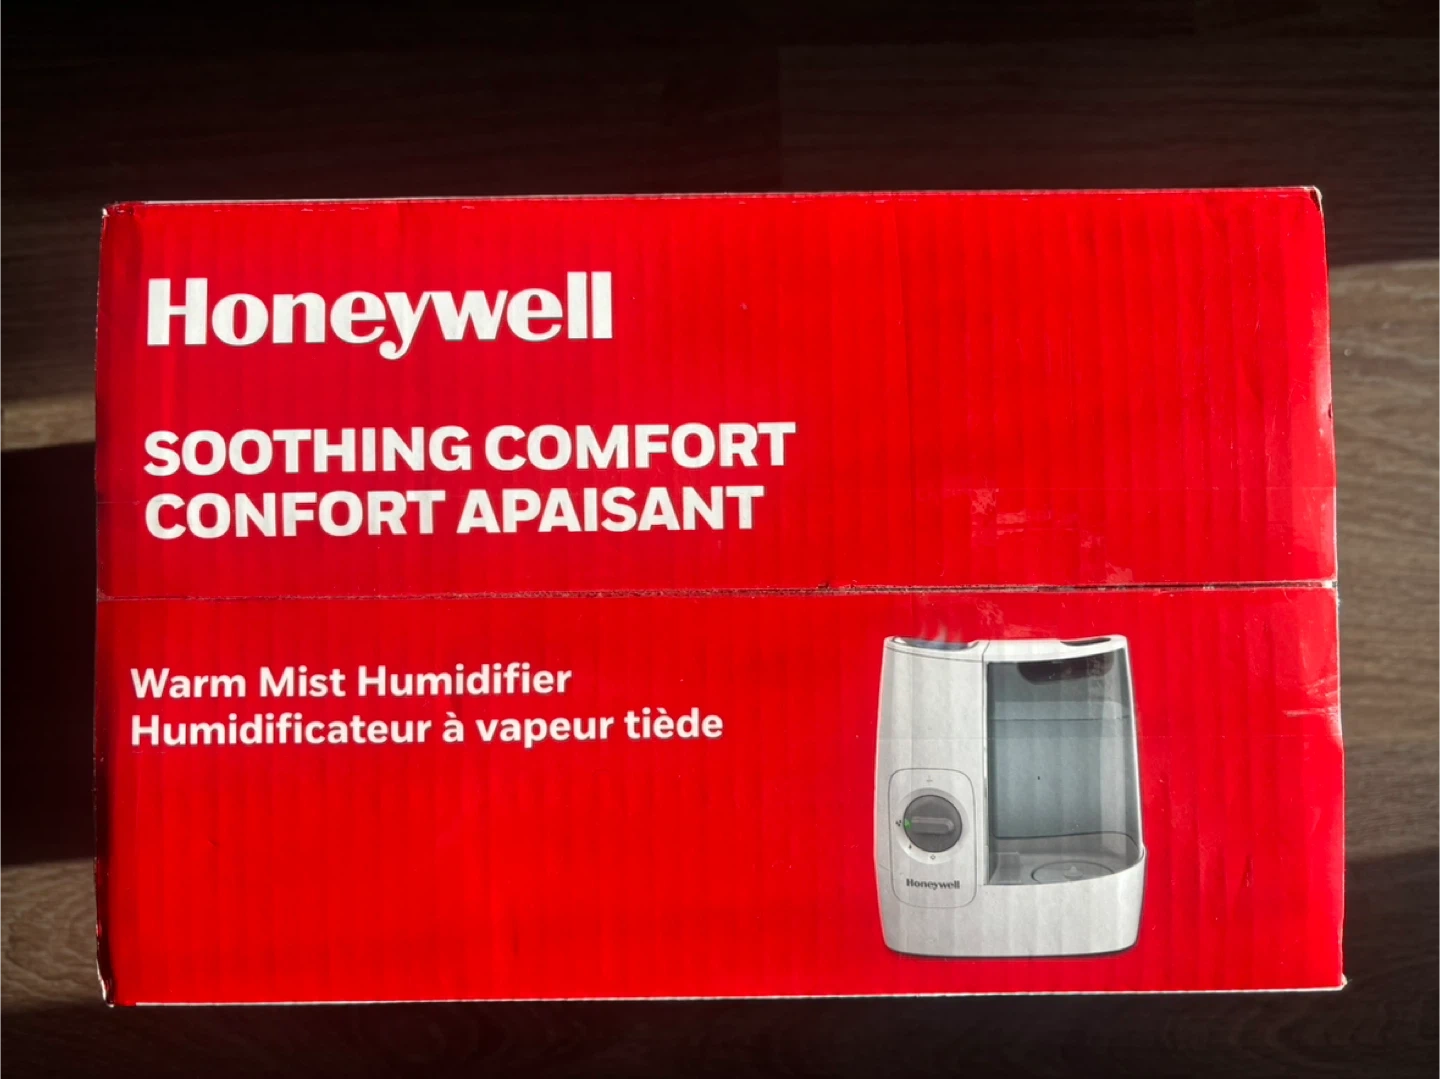 Honeywell
SOOTHING COMFORT
CONFORT APAISANT
Warm Mist Humidifier
Humidificateur à vapeur tiède
Honeywell